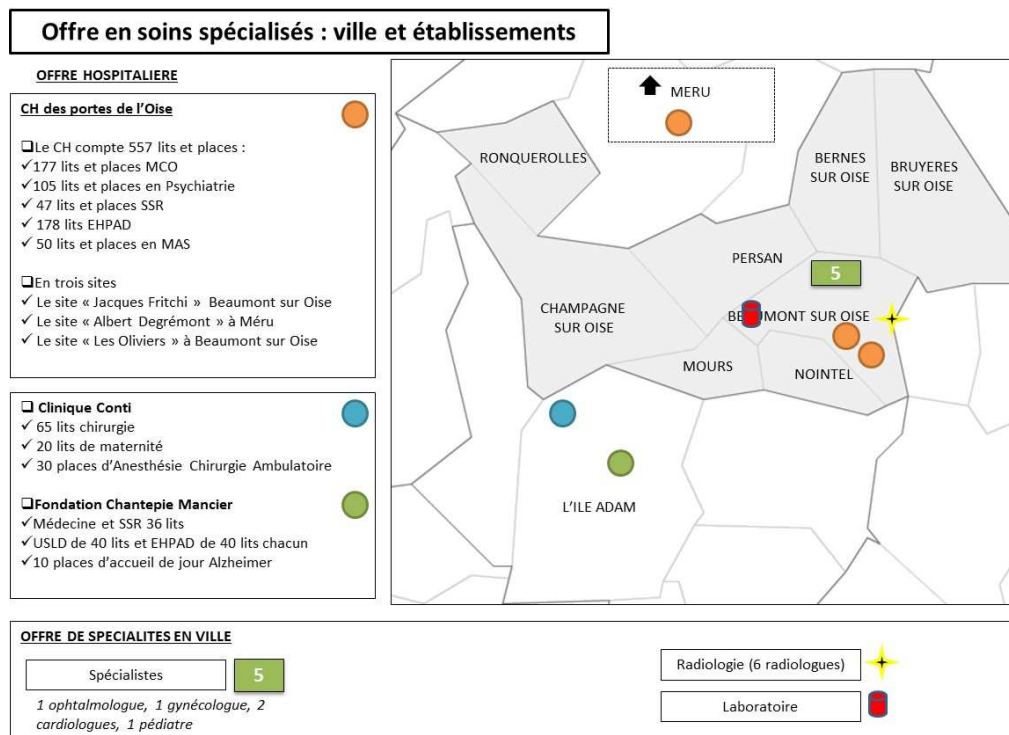 Offre en soins spécialisés : ville et établissements
OFFRE HOSPITALIERE
CH des portes de l'Oise
Le CH compte 557 lits et places :
177 lits et places MCO
105 lits et places en Psychiatrie
47 lits et places SSR
178 lits EHPAD
50 lits et places en MAS
En trois sites
Le site « Jacques Fritchi » Beaumont sur Oise
Le site « Albert Degrémont » à Méru
Le site « Les Oliviers » à Beaumont sur Oise
Clinique Conti
65 lits chirurgie
20 lits de maternité
30 places d'Anesthésie Chirurgie Ambulatoire
Fondation Chantepie Mancier
Médecine et SSR 36 lits
USLD de 40 lits et EHPAD de 40 lits chacun
10 places d'accueil de jour Alzheimer
MERU
RONQUEROLLES
BERNES
SUR OISE
BRUYERES
SUR OISE
PERSAN
5
CHAMPAGNE
SUR OISE
BEAUMONT SUR OISE
MOURS
NOINTEL
L'ILE ADAM
OFFRE DE SPECIALITES EN VILLE
Spécialistes
5
1 ophtalmologue, 1 gynécologue, 2
cardiologues, 1 pédiatre
Radiologie (6 radiologues)
Laboratoire